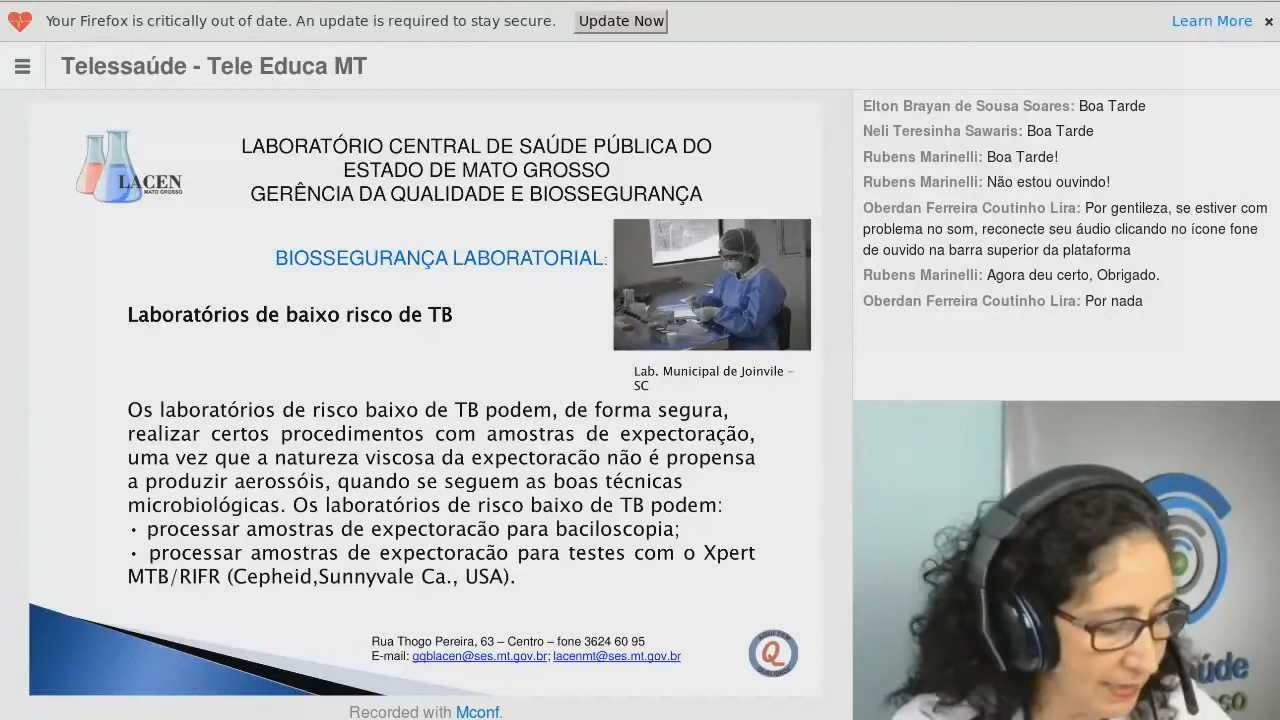 Your Firefox is critically out of date. An update is required to stay secure. Update Now Learn More ×
Telessaúde - Tele Educa MT
LACEN
MATO GROSSO
LABORATÓRIO CENTRAL DE SAÚDE PÚBLICA DO
ESTADO DE MATO GROSSO
GERÊNCIA DA QUALIDADE E BIOSSEGURANÇA
BIOSSEGURANÇA LABORATORIAL:
Laboratórios de baixo risco de TB
Lab. Municipal de Joinvile –
SC
Os laboratórios de risco baixo de TB podem, de forma segura,
realizar certos procedimentos com amostras de expectoração,
uma vez que a natureza viscosa da expectoracão não é propensa
a produzir aerossóis, quando se seguem as boas técnicas
microbiológicas. Os laboratórios de risco baixo de TB podem:
• processar amostras de expectoracão para baciloscopia;
• processar amostras de expectoracão para testes com o Xpert
MTB/RIFR (Cepheid,Sunnyvale Ca., USA).
Rua Thogo Pereira, 63 – Centro – fone 3624 60 95
E-mail: gqblacen@ses.mt.gov.br; lacenmt@ses.mt.gov.br
AQUI TEM
Q
QUALIDADE
Recorded with Mconf.
Elton Brayan de Sousa Soares: Boa Tarde
Neli Teresinha Sawaris: Boa Tarde
Rubens Marinelli: Boa Tarde!
Rubens Marinelli: Não estou ouvindo!
Oberdan Ferreira Coutinho Lira: Por gentileza, se estiver com
problema no som, reconecte seu áudio clicando no ícone fone
de ouvido na barra superior da plataforma
Rubens Marinelli: Agora deu certo, Obrigado.
Oberdan Ferreira Coutinho Lira: Por nada